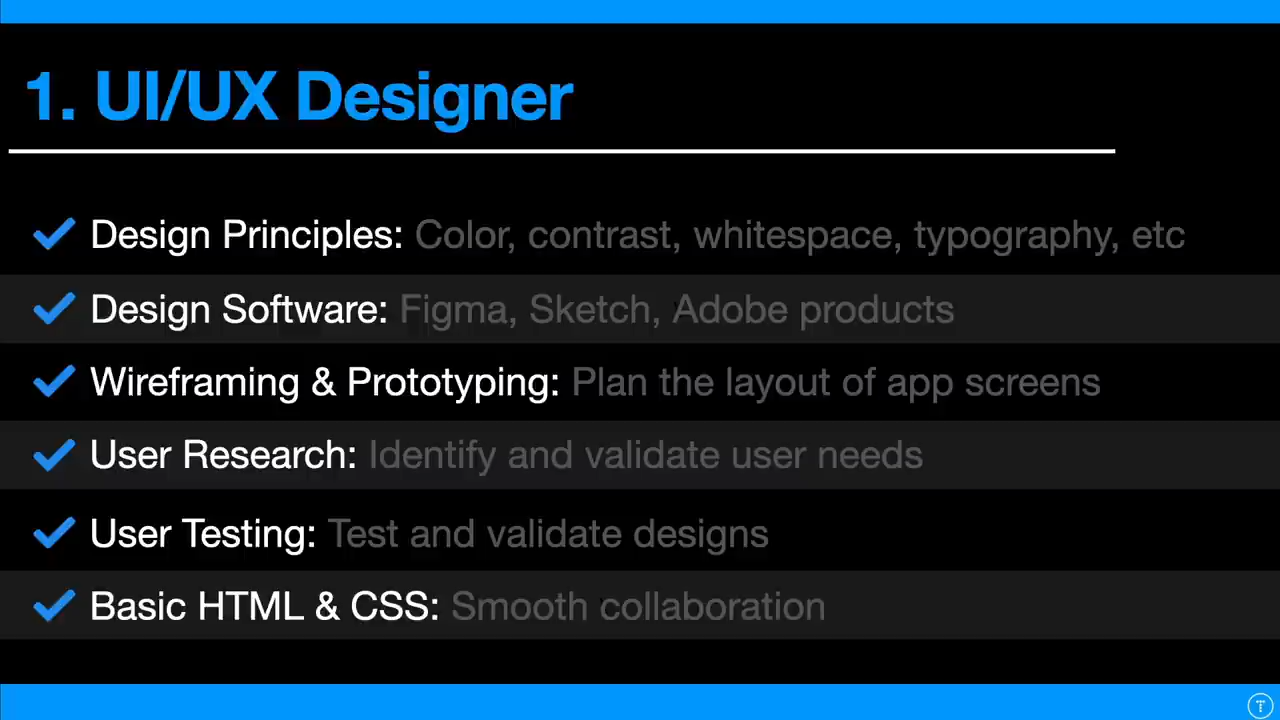 1. UI/UX Designer
Design Principles: Color, contrast, whitespace, typography, etc
Design Software: Figma, Sketch, Adobe products
Wireframing & Prototyping: Plan the layout of app screens
User Research: Identify and validate user needs
User Testing: Test and validate designs
Basic HTML & CSS: Smooth collaboration
T